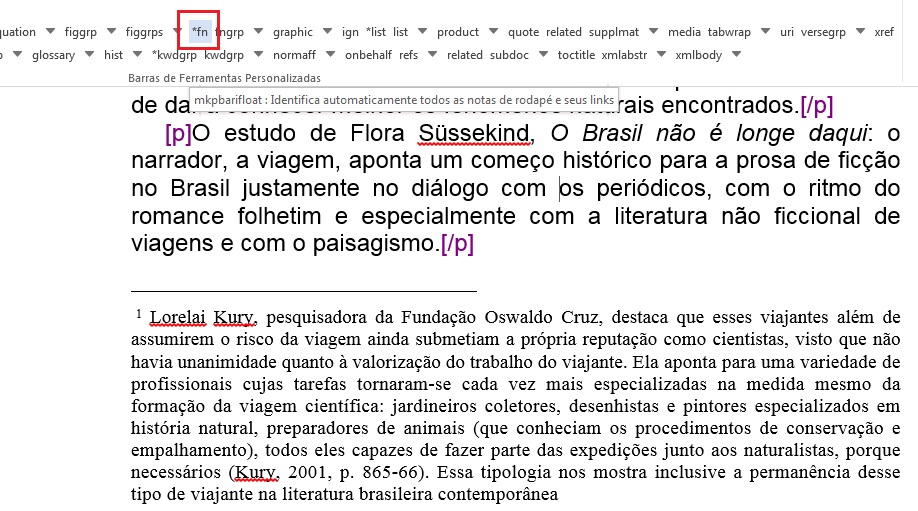 uation figgrp figgrps *fn fngrp graphic ign *list list product quote related supplmat media tabwrap uri versegrp xref
glossary hist *kwdgrp kwdgrp normaff onbehalf refs related subdoc toctitle xmlabstr xmlbody
Barras de Ferramentas Personalizadas
mkpbarifloat : Identifica automaticamente todos as notas de rodapé e seus links
de da encontrados.[/p]
[p]O estudo de Flora Süssekind, O Brasil não é longe daqui: o
narrador, a viagem, aponta um começo histórico para a prosa de ficção
no Brasil justamente no diálogo com os periódicos, com o ritmo do
romance folhetim e especialmente com a literatura não ficcional de
viagens e com o paisagismo.[/p]
1 Lorelai Kury, pesquisadora da Fundação Oswaldo Cruz, destaca que esses viajantes além de
assumirem o risco da viagem ainda submetiam a própria reputação como cientistas, visto que não
havia unanimidade quanto à valorização do trabalho do viajante. Ela aponta para uma variedade de
profissionais cujas tarefas tornaram-se cada vez mais especializadas na medida mesmo da
formação da viagem científica: jardineiros coletores, desenhistas e pintores especializados em
história natural, preparadores de animais (que conheciam os procedimentos de conservação e
empalhamento), todos eles capazes de fazer parte das expedições junto aos naturalistas, porque
necessários (Kury, 2001, p. 865-66). Essa tipologia nos mostra inclusive a permanência desse
tipo de viajante na literatura brasileira contemporânea